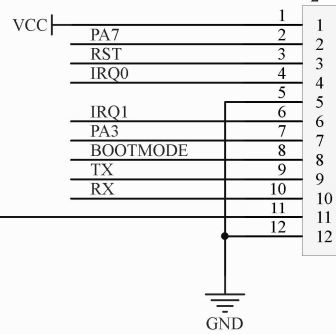 VCC 1 1
PA7 2 2
RST 3 3
IRQ0 4 4
5 5
IRQ1 6 6
PA3 7 7
BOOTMODE 8 8
TX 9 9
RX 10 10
11 11
12 12
GND